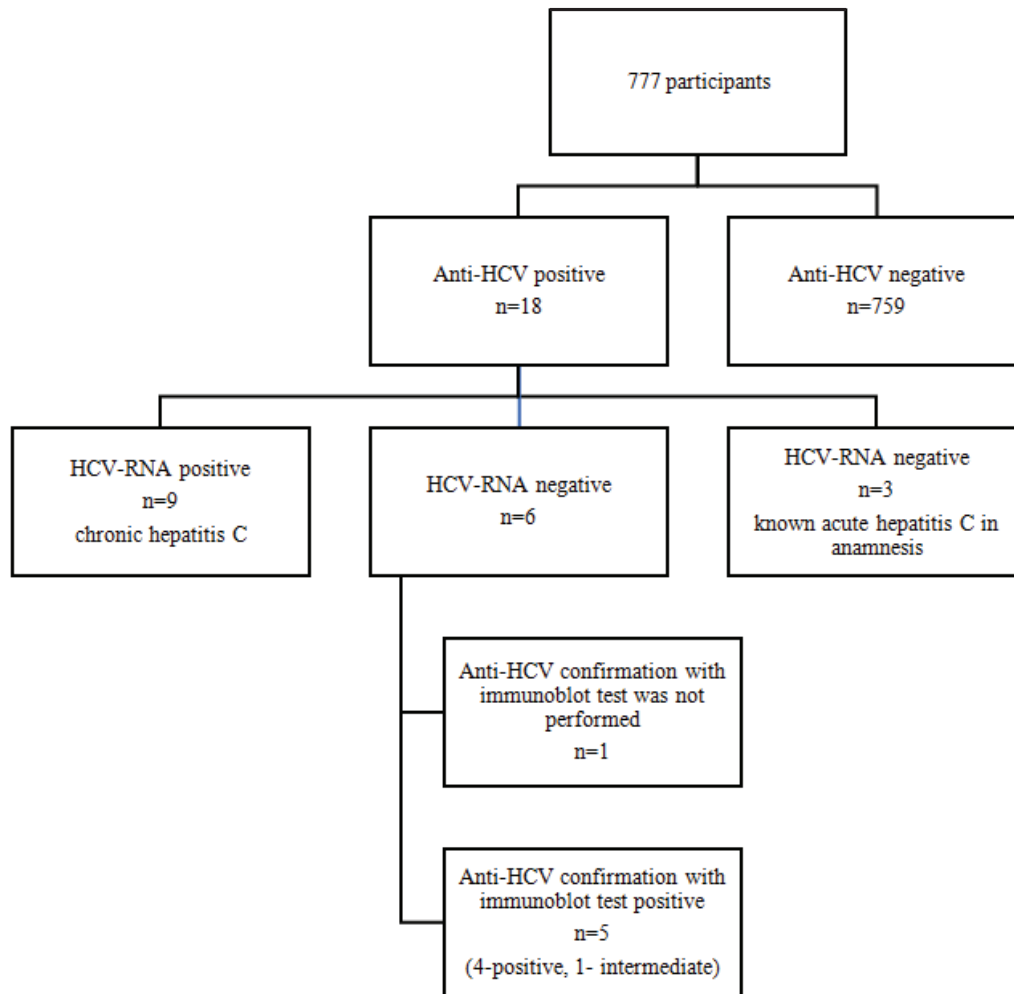 777 participants
Anti-HCV positive
n=18
Anti-HCV negative
n=759
HCV-RNA positive
n=9
chronic hepatitis C
HCV-RNA negative
n=6
HCV-RNA negative
n=3
known acute hepatitis C in
anamnesis
Anti-HCV confirmation with
immunoblot test was not
performed
n=1
Anti-HCV confirmation with
immunoblot test positive
n=5
(4-positive, 1- intermediate)